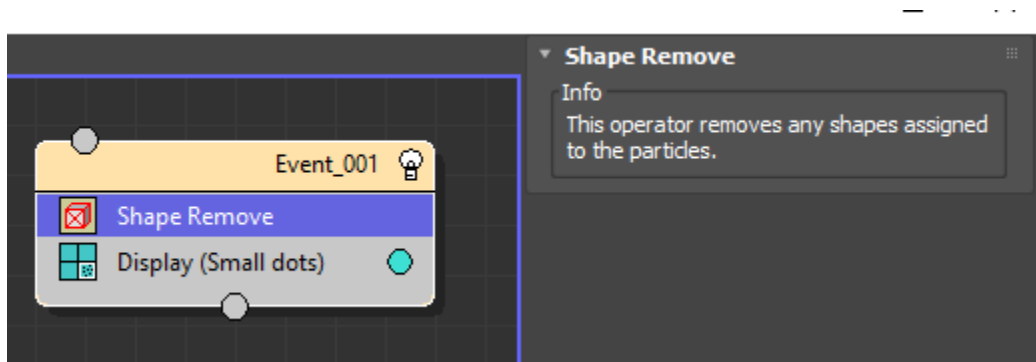 Shape Remove
Info
This operator removes any shapes assigned
to the particles.
Event_001
Shape Remove
Display (Small dots)